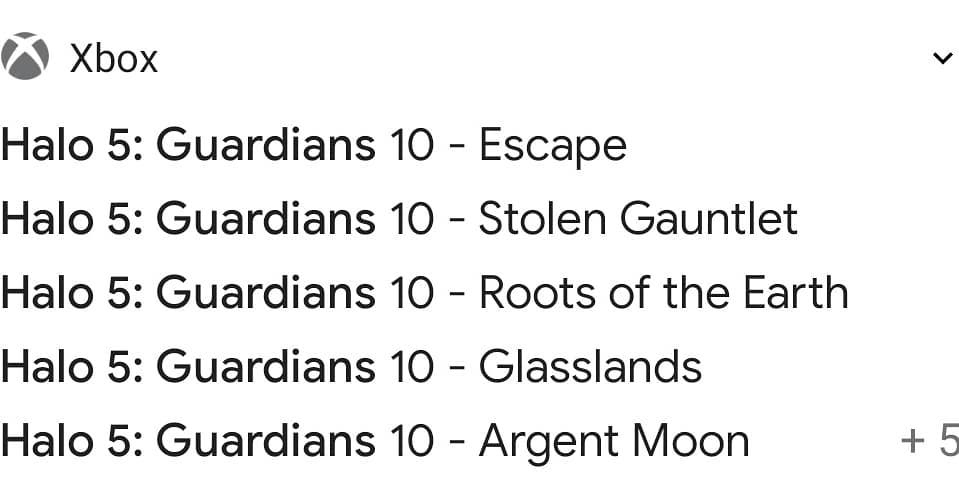 Xbox
Halo 5: Guardians 10 - Escape
Halo 5: Guardians 10 - Stolen Gauntlet
Halo 5: Guardians 10 - Roots of the Earth
Halo 5: Guardians 10 - Glasslands
Halo 5: Guardians 10 - Argent Moon + 5